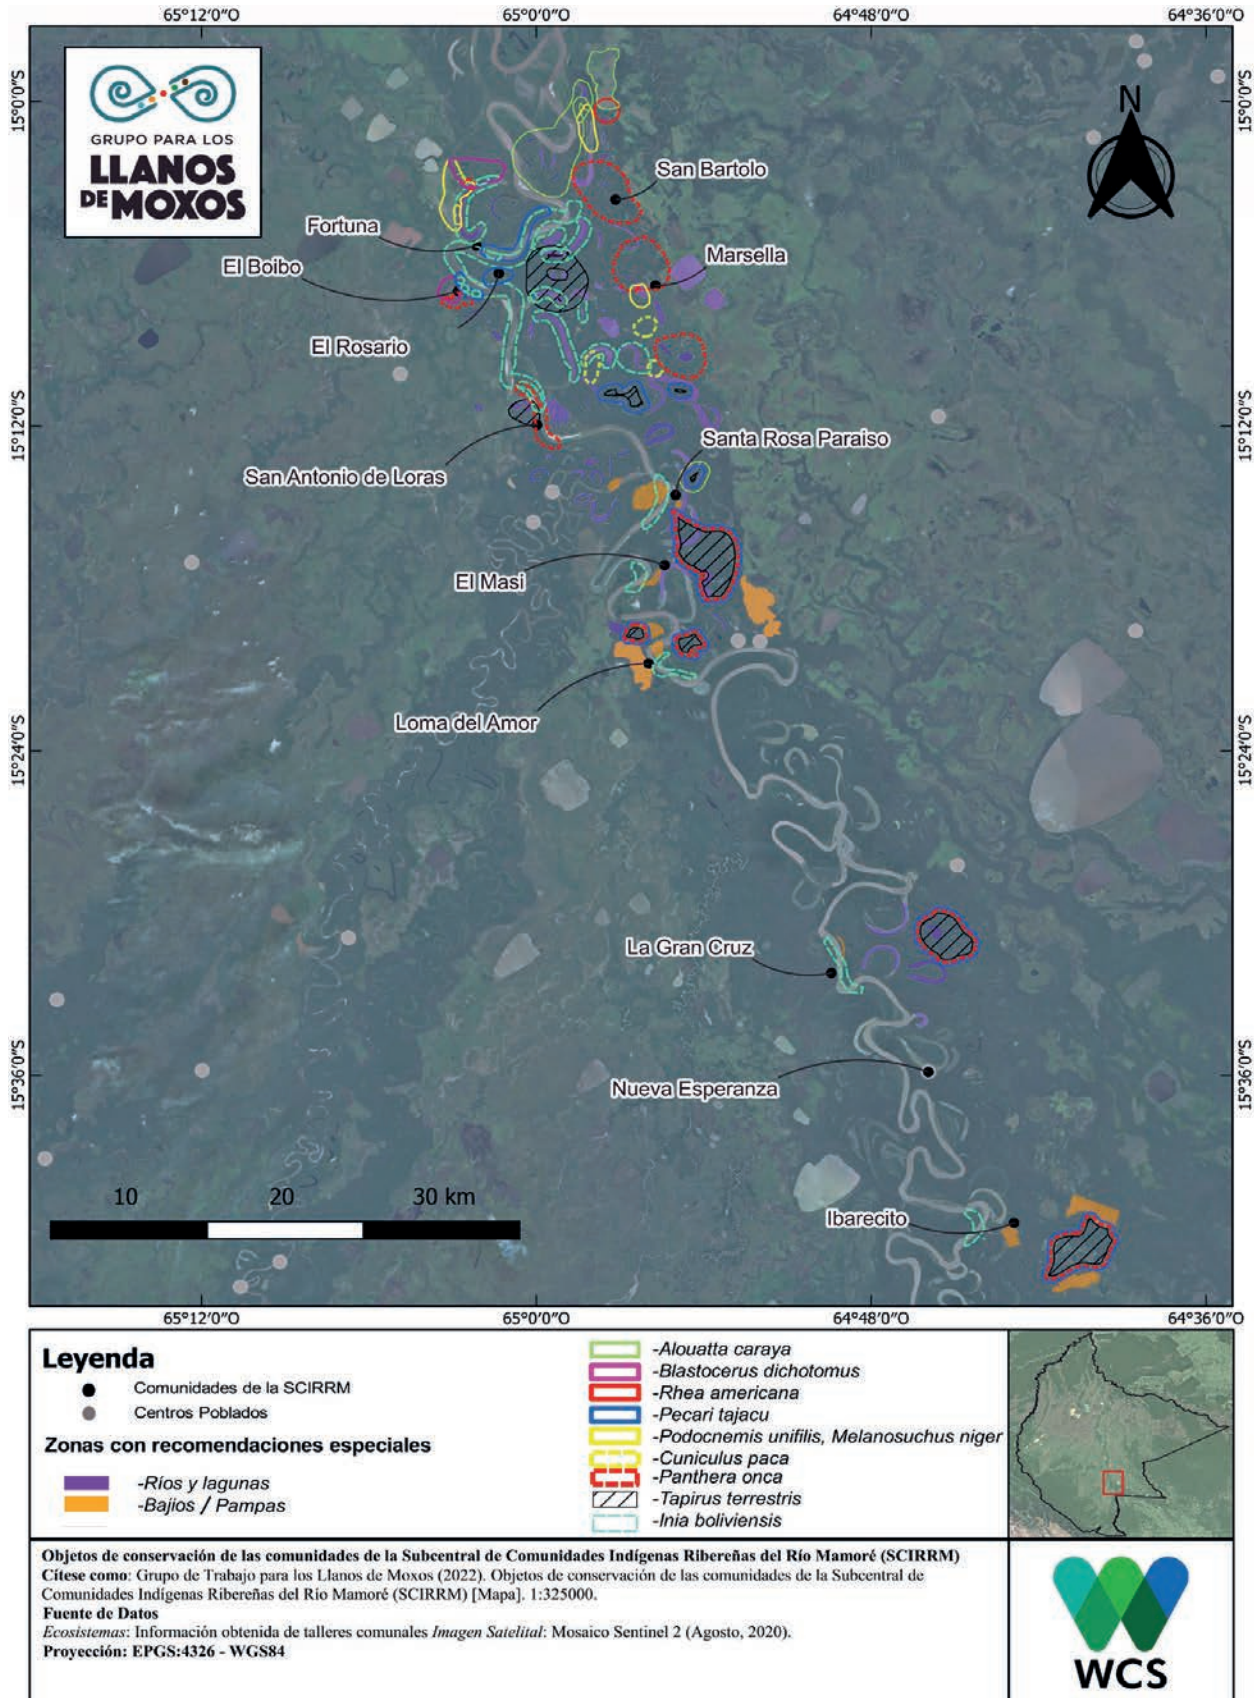 65°12'0"O 65°0'0"O 64°48'0"O 64°36'0"O
15°0'0"S
15°0'0"S
GRUPO PARA LOS
LLANOS
DE MOXOS
N
San Bartolo
Fortuna
Marsella
El Boibo
El Rosario
15°12'0"S
15°12'0"S
Santa Rosa Paraiso
San Antonio de Loras
El Masi
Loma del Amor
15°24'0"S
15°24'0"S
La Gran Cruz
15°36'0"S
15°36'0"S
Nueva Esperanza
10 20 30 km
Ibarecito
65°12'0"O 65°0'0"O 64°48'0"O 64°36'0"O
Leyenda
Comunidades de la SCIRRM
Centros Poblados
Zonas con recomendaciones especiales
-Ríos y lagunas
-Bajios / Pampas
-Alouatta caraya
-Blastocerus dichotomus
-Rhea americana
-Pecari tajacu
-Podocnemis unifilis, Melanosuchus niger
-Cuniculus paca
-Panthera onca
-Tapirus terrestris
-Inia boliviensis
Objetos de conservación de las comunidades de la Subcentral de Comunidades Indígenas Ribereñas del Río Mamoré (SCIRRM)
Cítese como: Grupo de Trabajo para los Llanos de Moxos (2022). Objetos de conservación de las comunidades de la Subcentral de
Comunidades Indígenas Ribereñas del Río Mamoré (SCIRRM) [Mapa]. 1:325000.
Fuente de Datos
Ecosistemas: Información obtenida de talleres comunales Imagen Satelital: Mosaico Sentinel 2 (Agosto, 2020).
Proyección: EPGS:4326 - WGS84
WCS